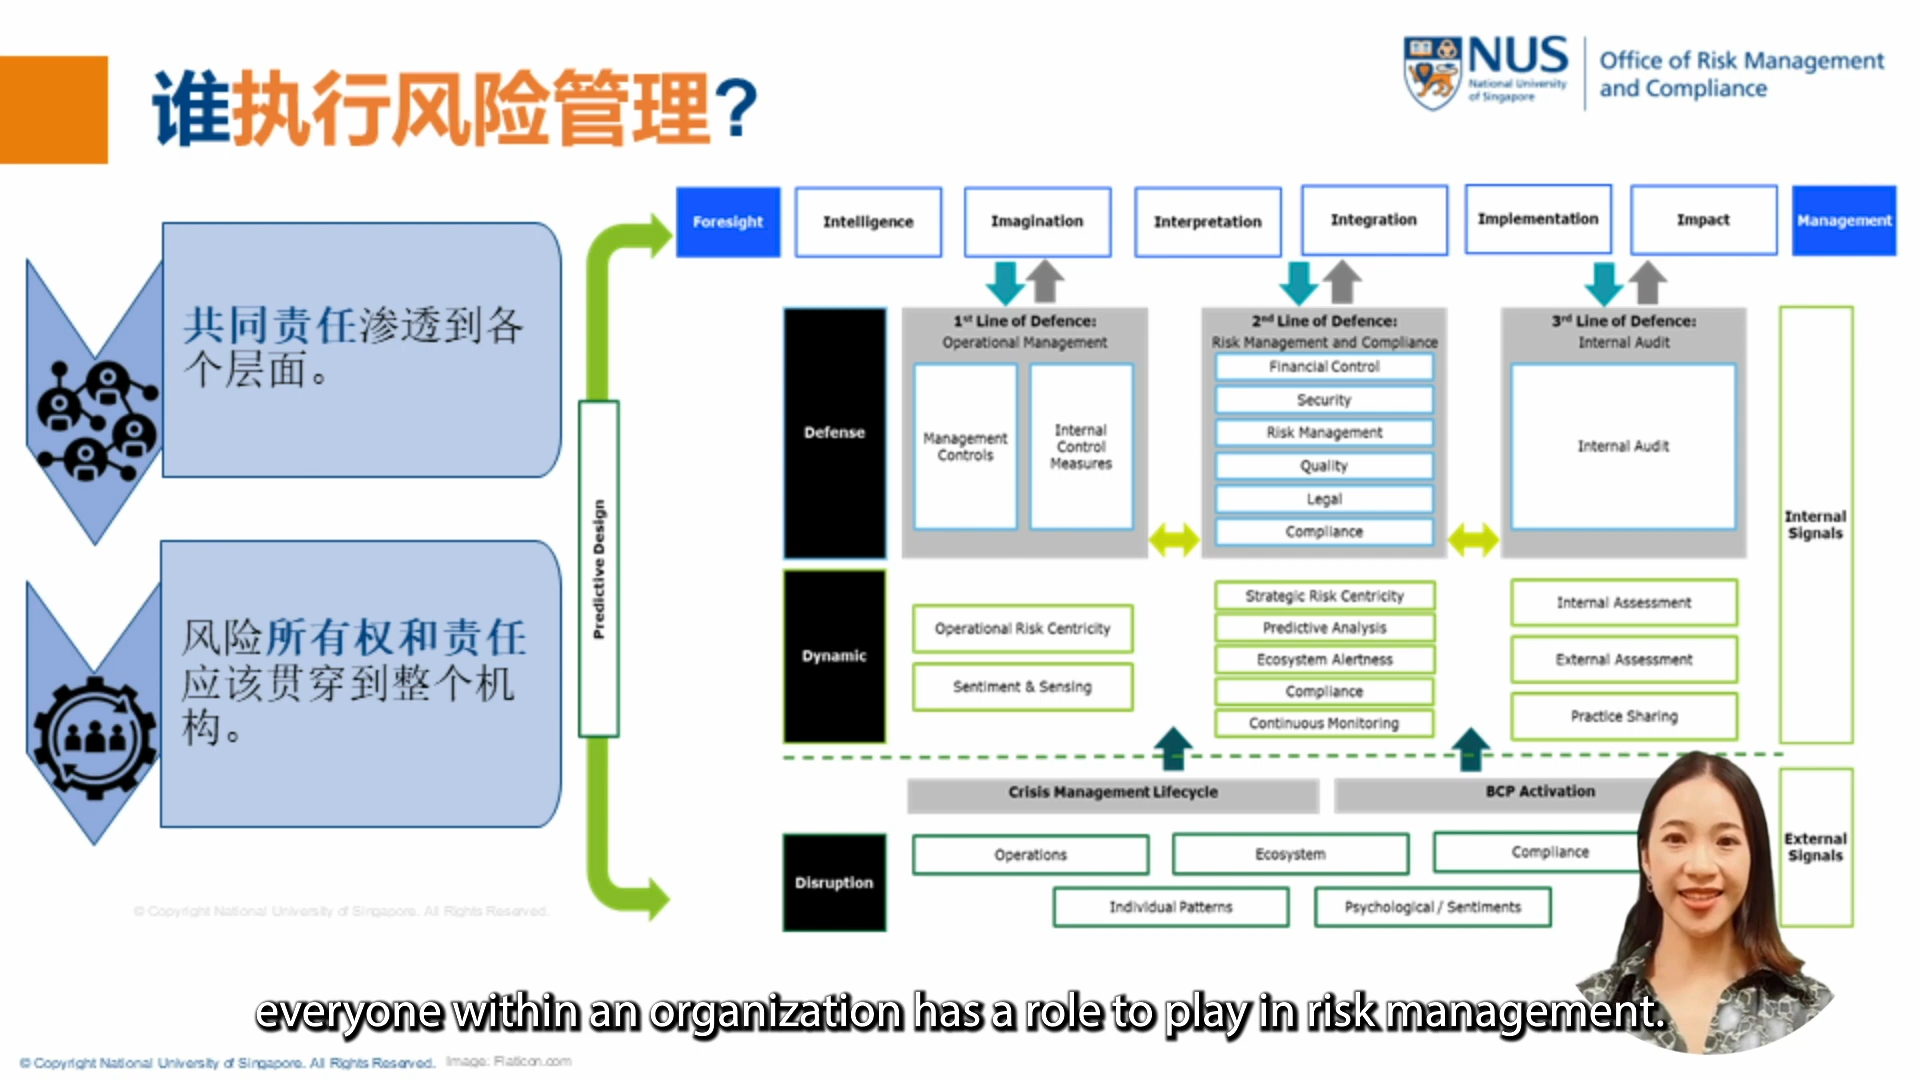 谁执行风险管理?
NUS
National University
of Singapore
Office of Risk Management
and Compliance
共同责任渗透到各
个层面。
风险所有权和责任
应该贯穿到整个机
构。
© Copyright National University of Singapore. All Rights Reserved.
Predictive Design
Foresight
Intelligence
Imagination
Interpretation
Integration
Implementation
Impact
Management
Defense
1st Line of Defence:
Operational Management
Management
Controls
Internal
Control
Measures
2nd Line of Defence:
Risk Management and Compliance
Financial Control
Security
Risk Management
Quality
Legal
Compliance
3rd Line of Defence:
Internal Audit
Internal Audit
Internal
Signals
Dynamic
Operational Risk Centricity
Sentiment & Sensing
Strategic Risk Centricity
Predictive Analysis
Ecosystem Alertness
Compliance
Continuous Monitoring
Internal Assessment
External Assessment
Practice Sharing
Crisis Management Lifecycle
BCP Activation
Disruption
Operations
Ecosystem
Compliance
Individual Patterns
Psychological / Sentiments
External
Signals
everyone within an organization has a role to play in risk management.
© Copyright National University of Singapore. All Rights Reserved.
Image: Flaticon.com